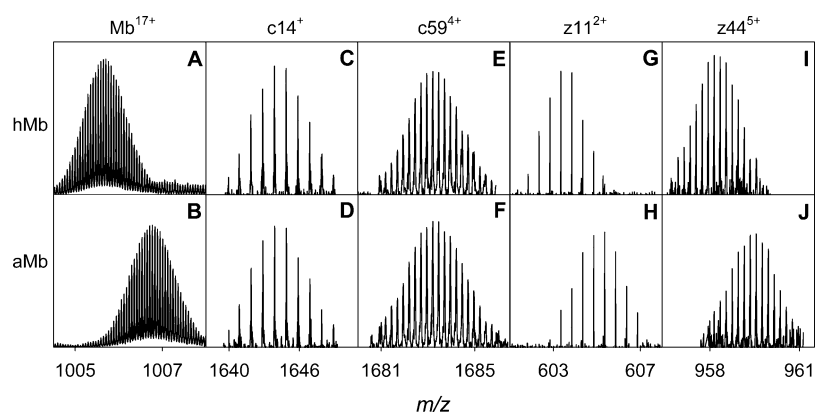 Mb17+ c14+ c594+ z112+ z445+
hMb A C E G I
aMb B D F H J
1005 1007 1640 1646 1681 1685 603 607 958 961
m/z